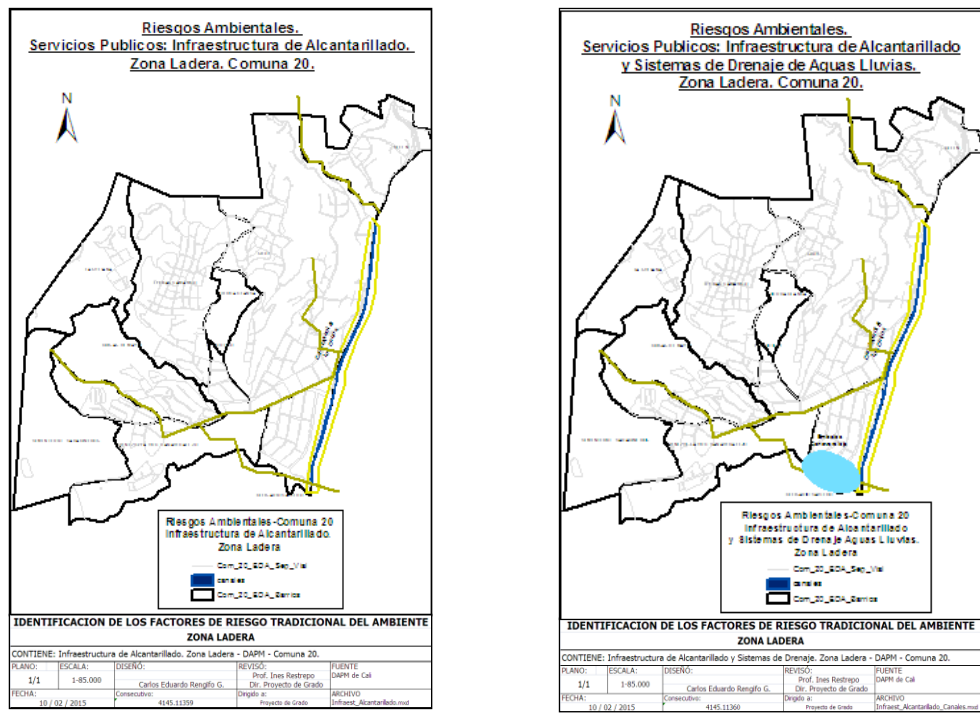 Riesgos Ambientales.
Servicios Publicos: Infraestructura de Alcantarillado.
Zona Ladera. Comuna 20.
N
Riesgos Ambientales-Comuna 20
Infraestructura de Alcantarillado.
Zona Ladera
Com_20_BDA_Sep_Vial
canales
Com_20_BDA_Barrios
IDENTIFICACION DE LOS FACTORES DE RIESGO TRADICIONAL DEL AMBIENTE
ZONA LADERA
CONTIENE: Infraestructura de Alcantarillado. Zona Ladera - DAPM - Comuna 20.
PLANO: ESCALA: DISEÑO: REVISÓ: FUENTE
1/1 1-85.000 Carlos Eduardo Rengifo G. Prof. Ines Restrepo DAPM de Cali
Dir. Proyecto de Grado
FECHA: Consecutivo: Dirigido a: ARCHIVO
10 / 02 / 2015 4145.11359 Proyecto de Grado Infraest_Alcantarillado.mxd
Riesgos Ambientales.
Servicios Publicos: Infraestructura de Alcantarillado
y Sistemas de Drenaje de Aguas Lluvias.
Zona Ladera. Comuna 20.
N
Riesgos Ambientales-Comuna 20
Infraestructura de Alcantarillado
y Sistemas de Drenaje Aguas Lluvias.
Zona Ladera
Com_20_BDA_Sep_Vial
canales
Com_20_BDA_Barrios
IDENTIFICACION DE LOS FACTORES DE RIESGO TRADICIONAL DEL AMBIENTE
ZONA LADERA
CONTIENE: Infraestructura de Alcantarillado y Sistemas de Drenaje. Zona Ladera - DAPM - Comuna 20.
PLANO: ESCALA: DISEÑO: REVISÓ: FUENTE
1/1 1-85.000 Carlos Eduardo Rengifo G. Prof. Ines Restrepo DAPM de Cali
Dir. Proyecto de Grado
FECHA: Consecutivo: Dirigido a: ARCHIVO
10 / 02 / 2015 4145.11360 Proyecto de Grado Infraest_Alcantarillado_Canales.mxd